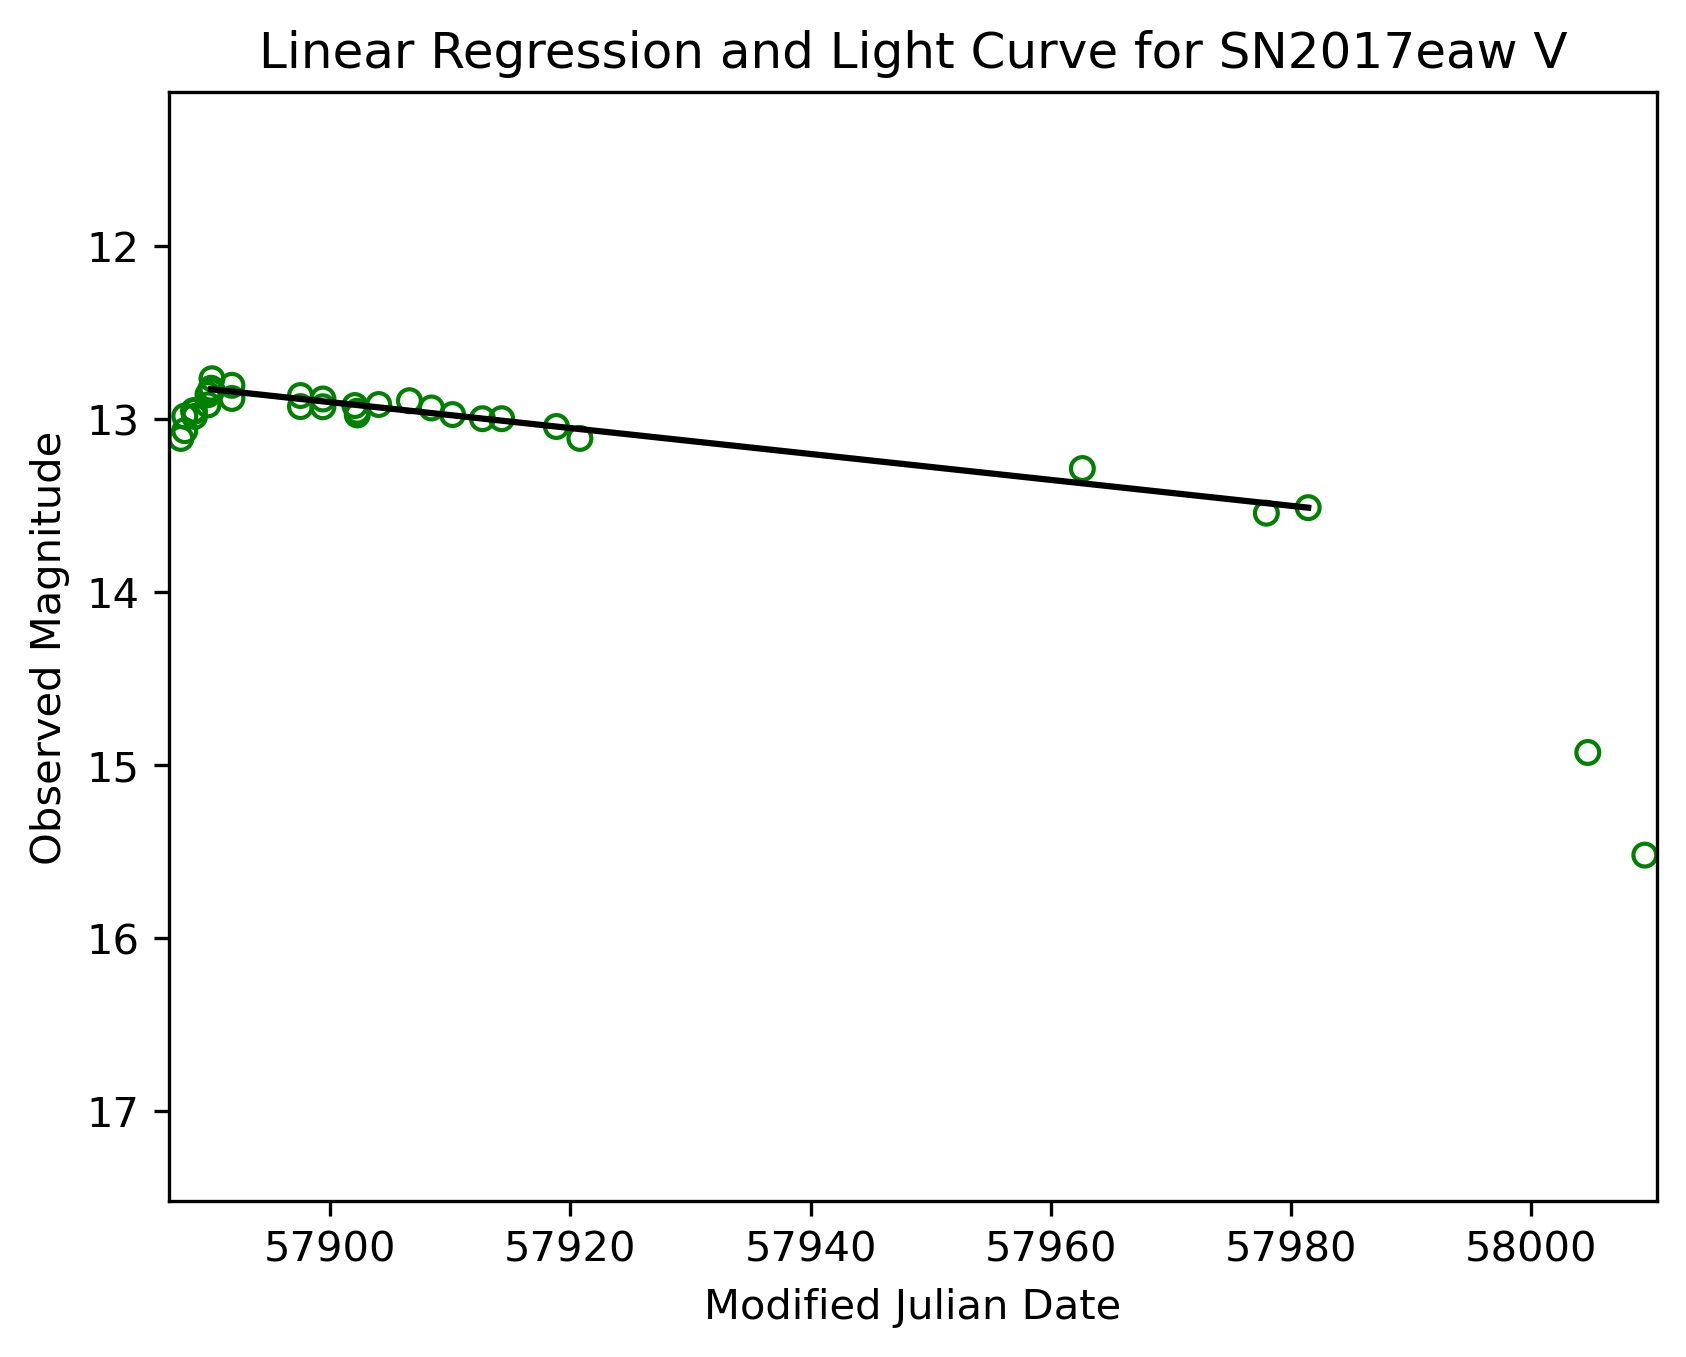 Linear Regression and Light Curve for SN2017eaw V
12
13
14
15
16
17
Observed Magnitude
57900 57920 57940 57960 57980 58000
Modified Julian Date